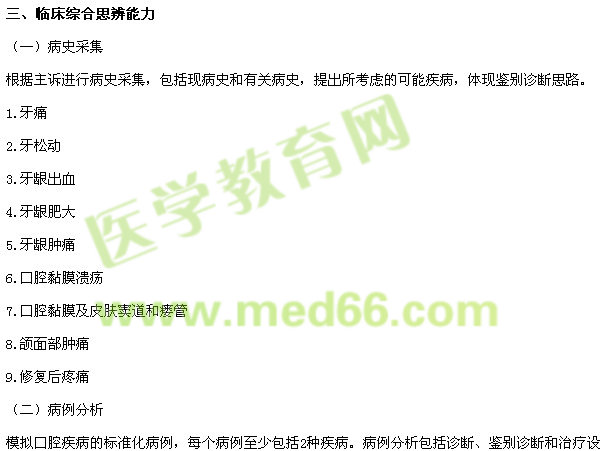 三、临床综合思辨能力
（一）病史采集
根据主诉进行病史采集，包括现病史和有关病史，提出所考虑的可能疾病，体现鉴别诊断思路。
1.牙痛
2.牙松动
3.牙龈出血
4.牙龈肥大
5.牙龈肿痛
6.口腔黏膜溃疡
7.口腔黏膜及皮肤窦道和瘘管
8.颌面部肿痛
9.修复后疼痛
（二）病例分析
模拟口腔疾病的标准化病例，每个病例至少包括2种疾病。病例分析包括诊断、鉴别诊断和治疗设
医学教育网
www.med66.com